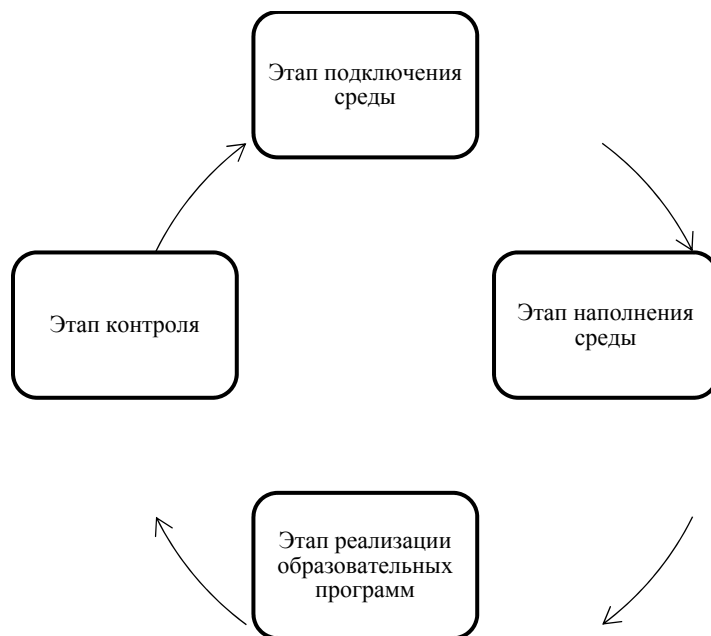 Этап подключения
среды
Этап контроля
Этап наполнения
среды
Этап реализации
образовательных
программ